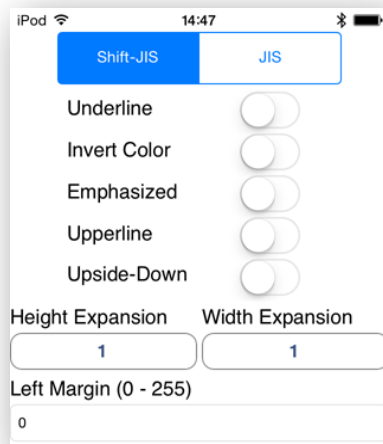 iPod 14:47
Shift-JIS JIS
Underline
Invert Color
Emphasized
Upperline
Upside-Down
Height Expansion Width Expansion
1 1
Left Margin (0 - 255)
0